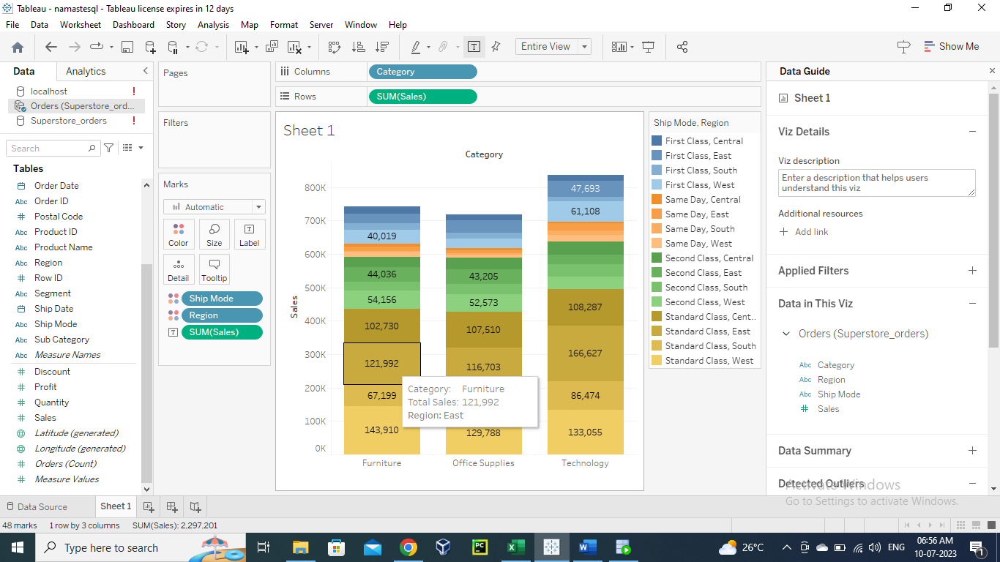 Tableau - namastesql - Tableau license expires in 12 days
File Data Worksheet Dashboard Story Analysis Map Format Server Window Help
Entire View
Show Me
Data Analytics
localhost !
Orders (Superstore_ord...
Superstore_orders !
Search
Tables
Order Date
Abc Order ID
# Postal Code
Abc Product ID
Abc Product Name
Abc Region
# Row ID
Abc Segment
Ship Date
Abc Ship Mode
Abc Sub Category
Abc Measure Names
# Discount
# Profit
# Quantity
# Sales
Latitude (generated)
Longitude (generated)
# Orders (Count)
# Measure Values
Pages
Filters
Marks
Automatic
Color Size Label
Detail Tooltip
Ship Mode
Region
SUM(Sales)
Columns Category
Rows SUM(Sales)
Sheet 1
Category
Sales
800K
700K
600K
500K
400K
300K
200K
100K
0K
40,019
44,036
54,156
102,730
121,992
67,199
143,910
43,205
52,573
107,510
116,703
129,788
47,693
61,108
108,287
166,627
86,474
133,055
Category: Furniture
Total Sales: 121,992
Region: East
Furniture Office Supplies Technology
Ship Mode, Region
First Class, Central
First Class, East
First Class, South
First Class, West
Same Day, Central
Same Day, East
Same Day, South
Same Day, West
Second Class, Central
Second Class, East
Second Class, South
Second Class, West
Standard Class, Cent..
Standard Class, East
Standard Class, South
Standard Class, West
Data Guide
Sheet 1
Viz Details
Viz description
Enter a description that helps users
understand this viz
Additional resources
Add link
Applied Filters
Data in This Viz
Orders (Superstore_orders)
Abc Category
Abc Region
Abc Ship Mode
# Sales
Data Summary
Detected Outliers
Activate Windows
Go to Settings to activate Windows.
Data Source Sheet 1
48 marks 1 row by 3 columns SUM(Sales): 2,297,201
Type here to search
PC
26°C
ENG
06:56 AM
10-07-2023
1